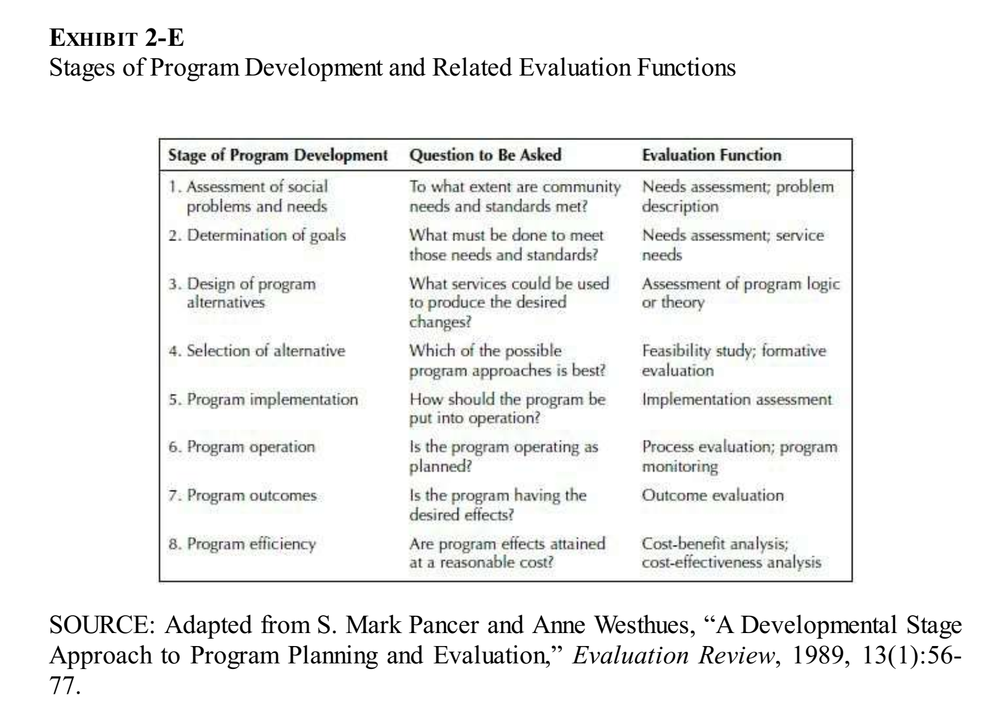 EXHIBIT 2-E
Stages of Program Development and Related Evaluation Functions
Stage of Program Development Question to Be Asked Evaluation Function
1. Assessment of social To what extent are community Needs assessment; problem
problems and needs needs and standards met? description
2. Determination of goals What must be done to meet Needs assessment; service
those needs and standards? needs
3. Design of program What services could be used Assessment of program logic
alternatives to produce the desired or theory
changes?
4. Selection of alternative Which of the possible Feasibility study; formative
program approaches is best? evaluation
5. Program implementation How should the program be Implementation assessment
put into operation?
6. Program operation Is the program operating as Process evaluation; program
planned? monitoring
7. Program outcomes Is the program having the Outcome evaluation
desired effects?
8. Program efficiency Are program effects attained Cost-benefit analysis;
at a reasonable cost? cost-effectiveness analysis
SOURCE: Adapted from S. Mark Pancer and Anne Westhues, “A Developmental Stage
Approach to Program Planning and Evaluation,” Evaluation Review, 1989, 13(1):56-
77.